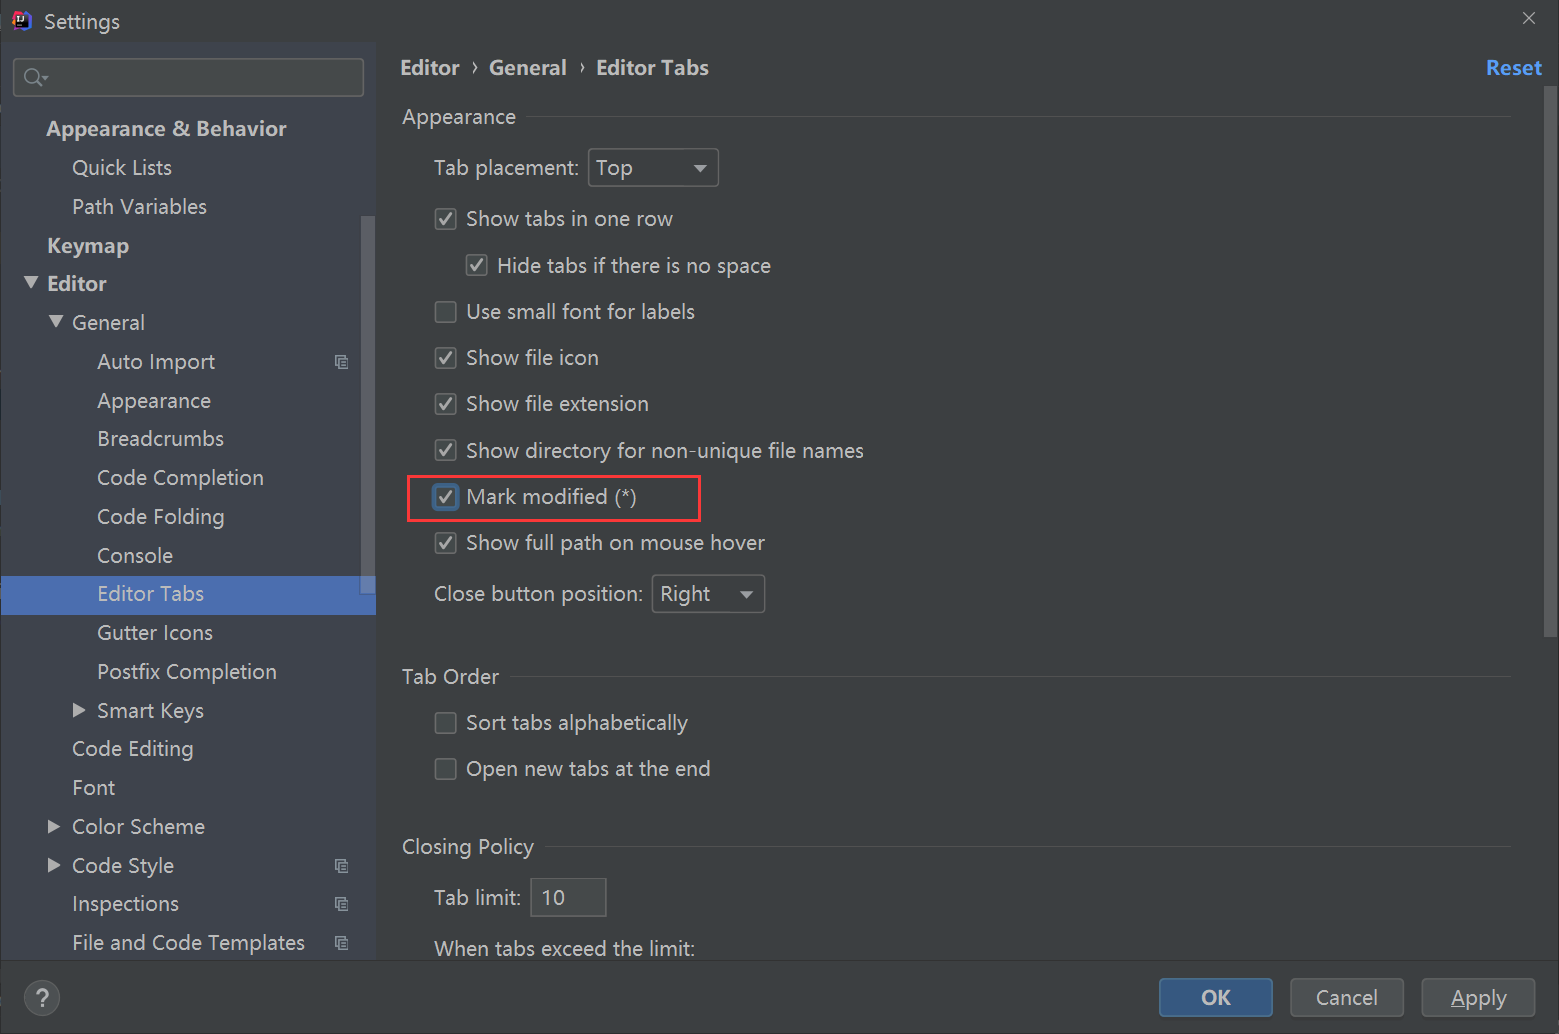 Settings
Appearance & Behavior
Quick Lists
Path Variables
Keymap
Editor
General
Auto Import
Appearance
Breadcrumbs
Code Completion
Code Folding
Console
Editor Tabs
Gutter Icons
Postfix Completion
Smart Keys
Code Editing
Font
Color Scheme
Code Style
Inspections
File and Code Templates
Editor › General › Editor Tabs
Reset
Appearance
Tab placement: Top
Show tabs in one row
Hide tabs if there is no space
Use small font for labels
Show file icon
Show file extension
Show directory for non-unique file names
Mark modified (*)
Show full path on mouse hover
Close button position: Right
Tab Order
Sort tabs alphabetically
Open new tabs at the end
Closing Policy
Tab limit: 10
When tabs exceed the limit:
?
OK
Cancel
Apply